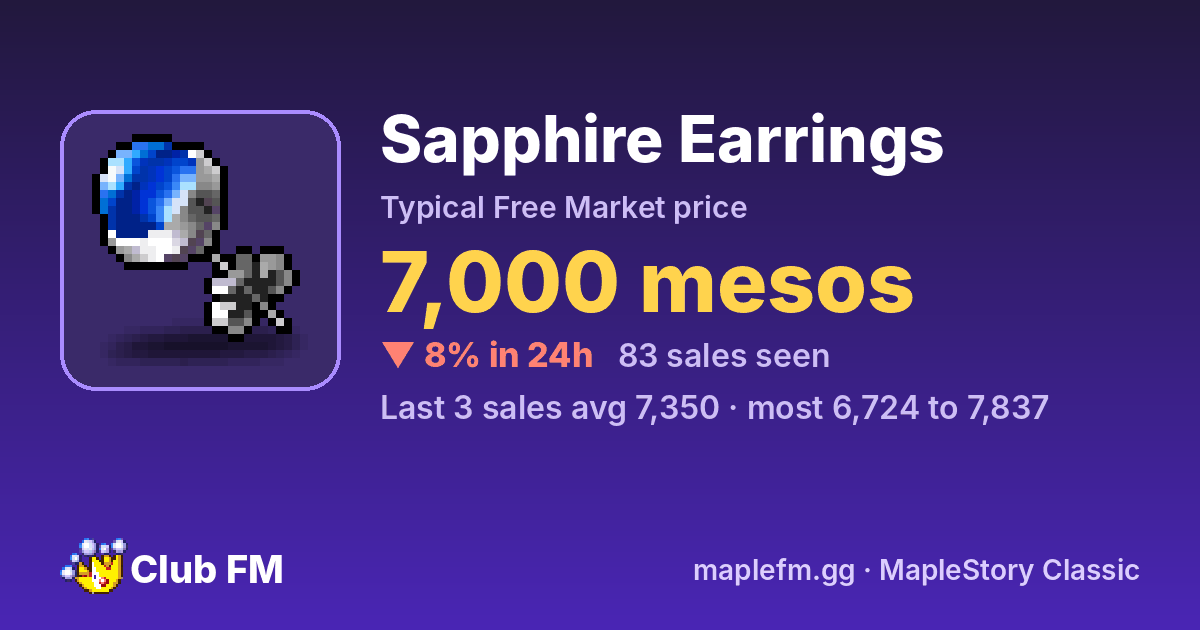 Sapphire Earrings
Typical Free Market price
7,000 mesos
▼ 8% in 24h 83 sales seen
Last 3 sales avg 7,350 · most 6,724 to 7,837
Club FM
maplefm.gg · MapleStory Classic